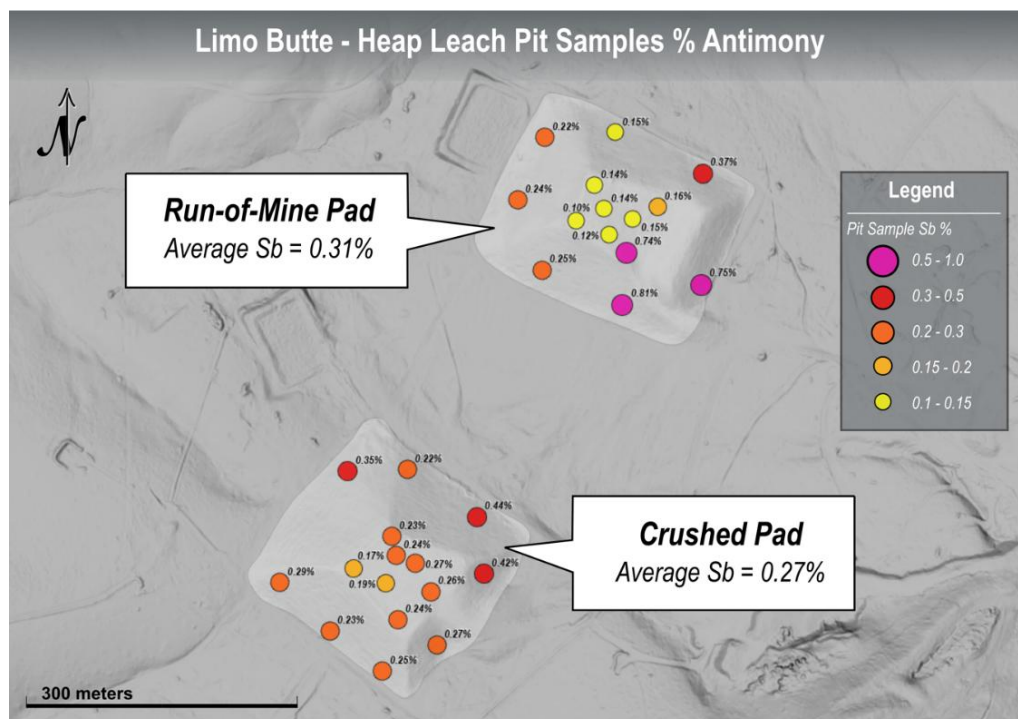 Limo Butte - Heap Leach Pit Samples % Antimony
N
0.22%
0.15%
0.37%
0.14%
0.24%
0.14%
0.16%
0.10%
0.15%
0.12%
0.74%
0.25%
0.75%
0.81%
Run-of-Mine Pad
Average Sb = 0.31%
Legend
Pit Sample Sb %
0.5 - 1.0
0.3 - 0.5
0.2 - 0.3
0.15 - 0.2
0.1 - 0.15
0.35%
0.22%
0.44%
0.23%
0.24%
0.17%
0.27%
0.42%
0.29%
0.19%
0.26%
0.24%
0.23%
0.27%
0.25%
Crushed Pad
Average Sb = 0.27%
300 meters